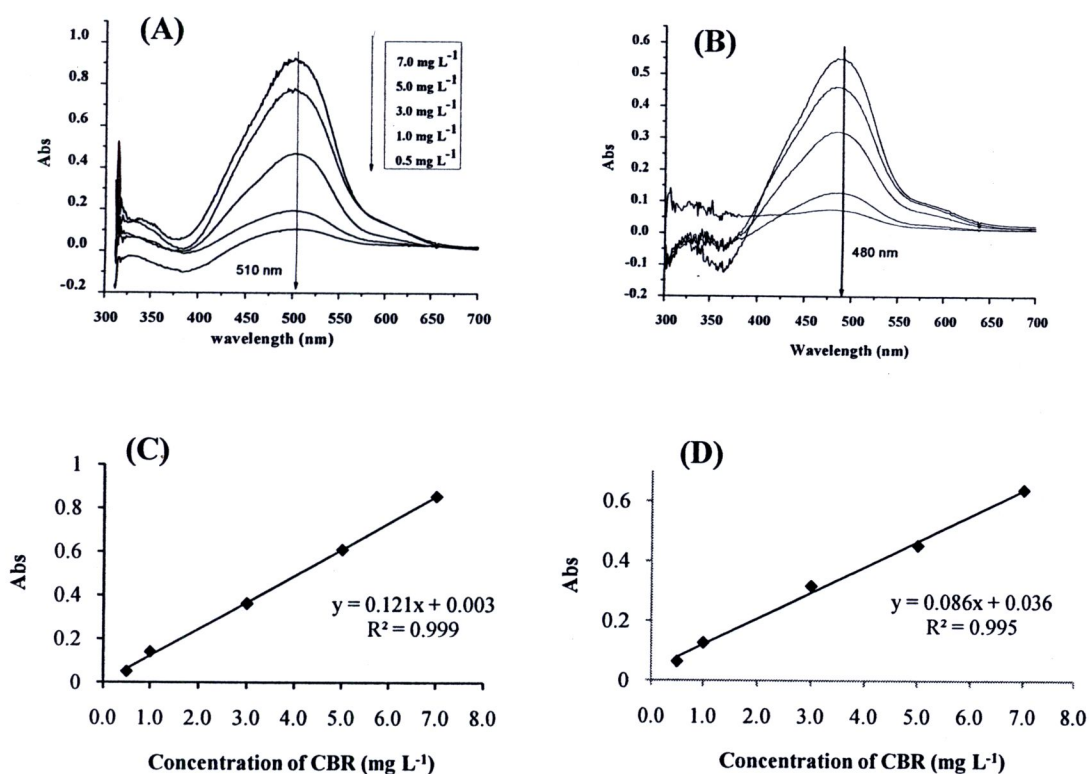 (A)
1.0
0.8
0.6
0.4
0.2
0.0
-0.2
Abs
7.0 mg L-1
5.0 mg L-1
3.0 mg L-1
1.0 mg L-1
0.5 mg L-1
510 nm
300 350 400 450 500 550 600 650 700
wavelength (nm)
(B)
0.6
0.5
0.4
0.3
0.2
0.1
0.0
-0.1
0.2
Abs
480 nm
300 350 400 450 500 550 600 650 700
Wavelength (nm)
(C)
1
0.8
0.6
0.4
0.2
0
Abs
y = 0.121x + 0.003
R² = 0.999
0.0 1.0 2.0 3.0 4.0 5.0 6.0 7.0 8.0
Concentration of CBR (mg L-1)
(D)
0.6
0.4
0.2
0
Abs
y = 0.086x + 0.036
R² = 0.995
0.0 1.0 2.0 3.0 4.0 5.0 6.0 7.0 8.0
Concentration of CBR (mg L-1)